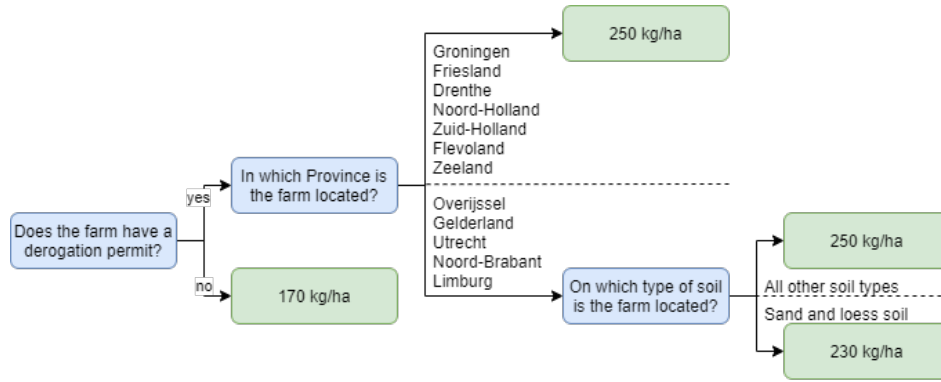 Does the farm have a
derogation permit?
yes
no
In which Province is
the farm located?
170 kg/ha
Groningen
Friesland
Drenthe
Noord-Holland
Zuid-Holland
Flevoland
Zeeland
250 kg/ha
Overijssel
Gelderland
Utrecht
Noord-Brabant
Limburg
On which type of soil
is the farm located?
250 kg/ha
All other soil types
Sand and loess soil
230 kg/ha